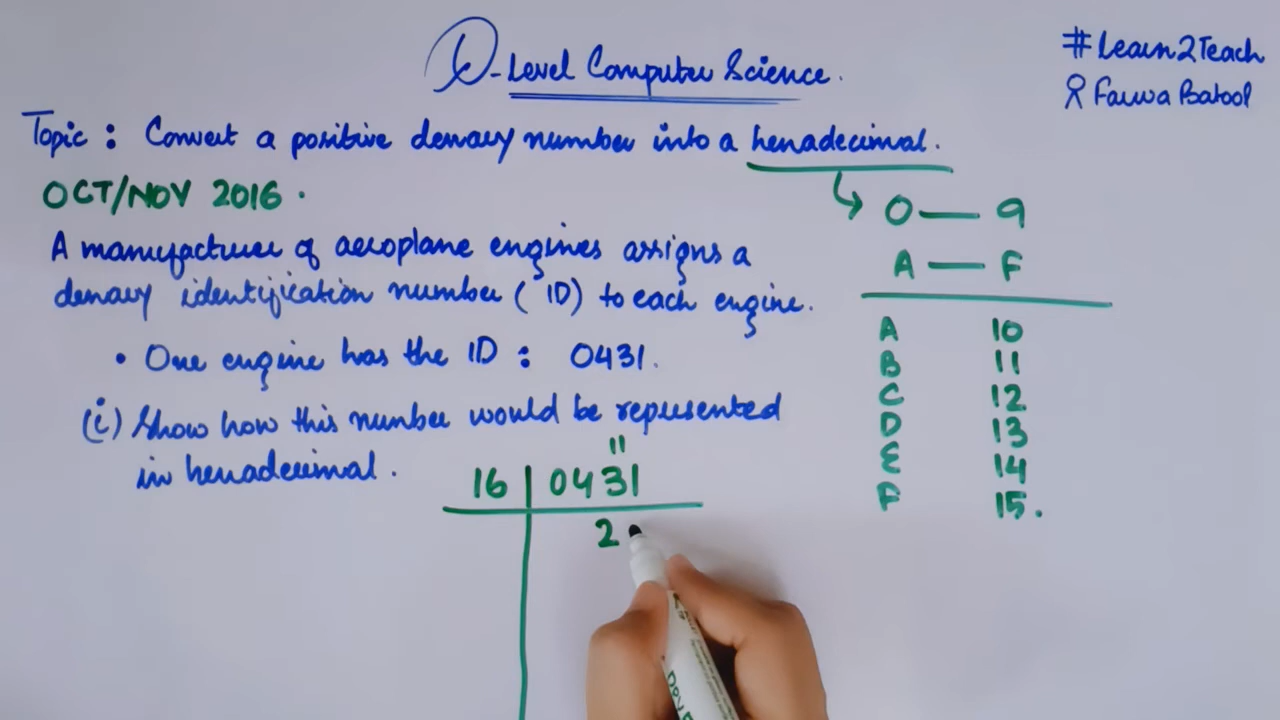 O-Level Computer Science.
#Learn2Teach
Farwa Batool
Topic: Convert a positive denary number into a hexadecimal.
OCT/NOV 2016.
0 — 9
A — F
A manufacturer of aeroplane engines assigns a
denary identification number (ID) to each engine.
• One engine has the ID : 0431.
(i) Show how this number would be represented
in hexadecimal.
A 10
B 11
C 12
D 13
E 14
F 15.
11
16 0431
2